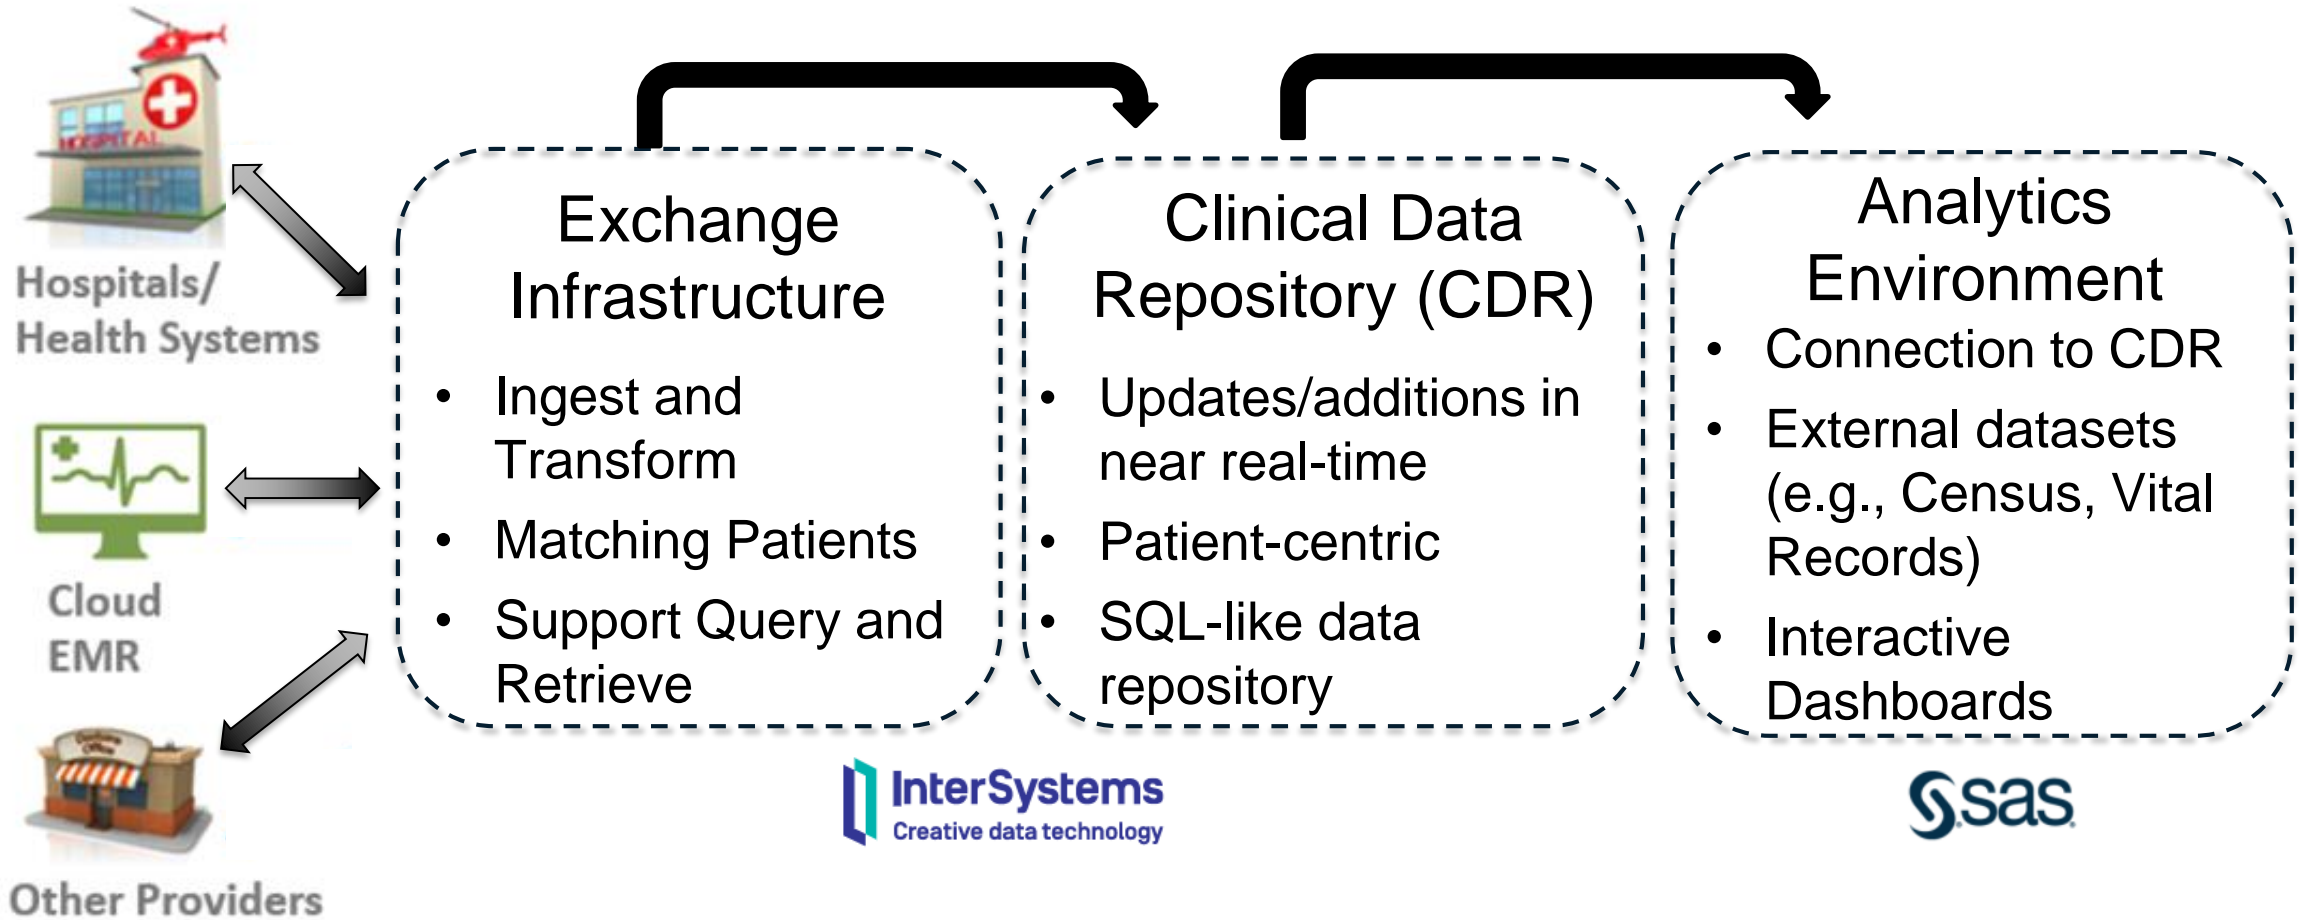 HOSPITAL
Hospitals/
Health Systems
Cloud
EMR
Office
Other Providers
Exchange
Infrastructure
• Ingest and
Transform
• Matching Patients
• Support Query and
Retrieve
Clinical Data
Repository (CDR)
• Updates/additions in
near real-time
• Patient-centric
• SQL-like data
repository
InterSystems
Creative data technology
Analytics
Environment
• Connection to CDR
• External datasets
(e.g., Census, Vital
Records)
• Interactive
Dashboards
sas